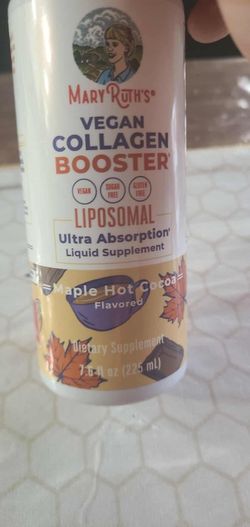 MARYRUTH'S®
VEGAN
COLLAGEN
BOOSTER*
VEGAN
SUGAR
FREE
GLUTEN
FREE
LIPOSOMAL
Ultra Absorption*
Liquid Supplement
Maple Hot Cocoa
Flavored
Dietary Supplement
7.6 fl oz (225 mL)